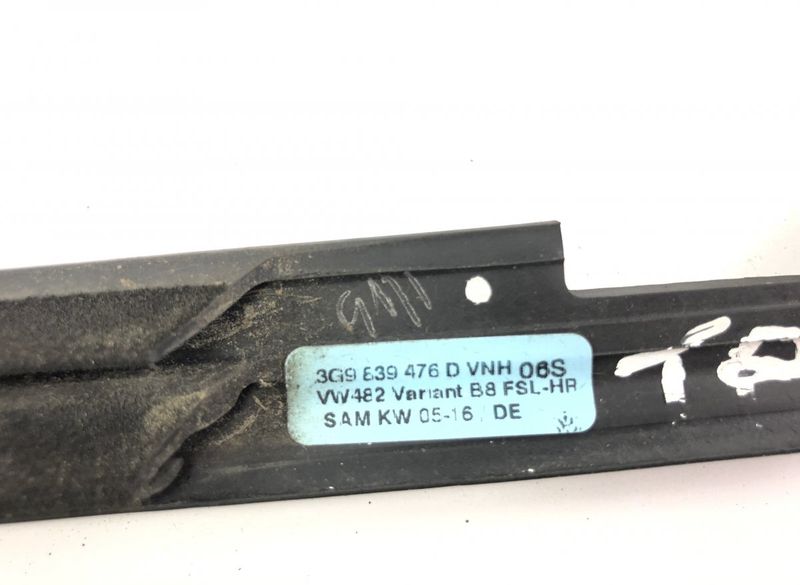 3G9 839 476 D VNH 06S
VW482 Variant B8 FSL-HR
SAM KW 05-16 / DE